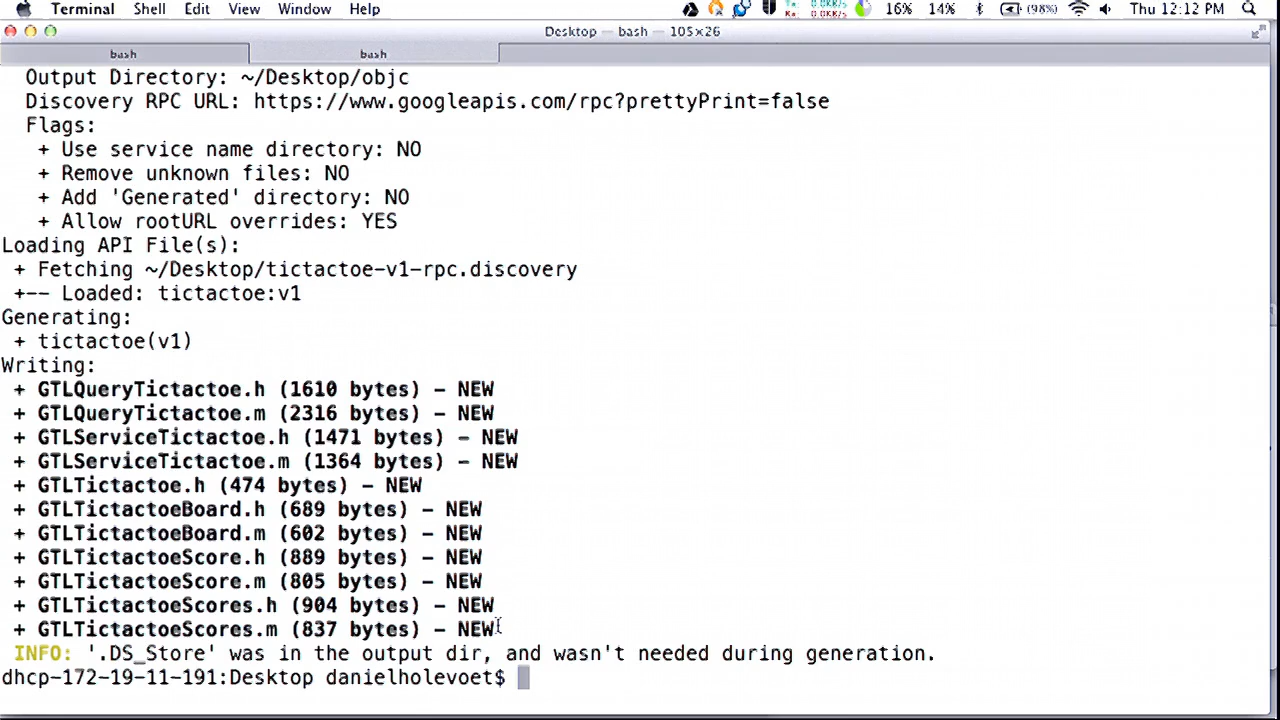 Terminal Shell Edit View Window Help 0.0KB/s 0.0KB/s 16% 14% (98%) Thu 12:12 PM
Desktop — bash — 105×26
bash bash
Output Directory: ~/Desktop/objc
Discovery RPC URL: https://www.googleapis.com/rpc?prettyPrint=false
Flags:
+ Use service name directory: NO
+ Remove unknown files: NO
+ Add 'Generated' directory: NO
+ Allow rootURL overrides: YES
Loading API File(s):
+ Fetching ~/Desktop/tictactoe-v1-rpc.discovery
+-- Loaded: tictactoe:v1
Generating:
+ tictactoe(v1)
Writing:
+ GTLQueryTictactoe.h (1610 bytes) - NEW
+ GTLQueryTictactoe.m (2316 bytes) - NEW
+ GTLServiceTictactoe.h (1471 bytes) - NEW
+ GTLServiceTictactoe.m (1364 bytes) - NEW
+ GTLTictactoe.h (474 bytes) - NEW
+ GTLTictactoeBoard.h (689 bytes) - NEW
+ GTLTictactoeBoard.m (602 bytes) - NEW
+ GTLTictactoeScore.h (889 bytes) - NEW
+ GTLTictactoeScore.m (805 bytes) - NEW
+ GTLTictactoeScores.h (904 bytes) - NEW
+ GTLTictactoeScores.m (837 bytes) - NEW
INFO: '.DS_Store' was in the output dir, and wasn't needed during generation.
dhcp-172-19-11-191:Desktop danielholevoet$